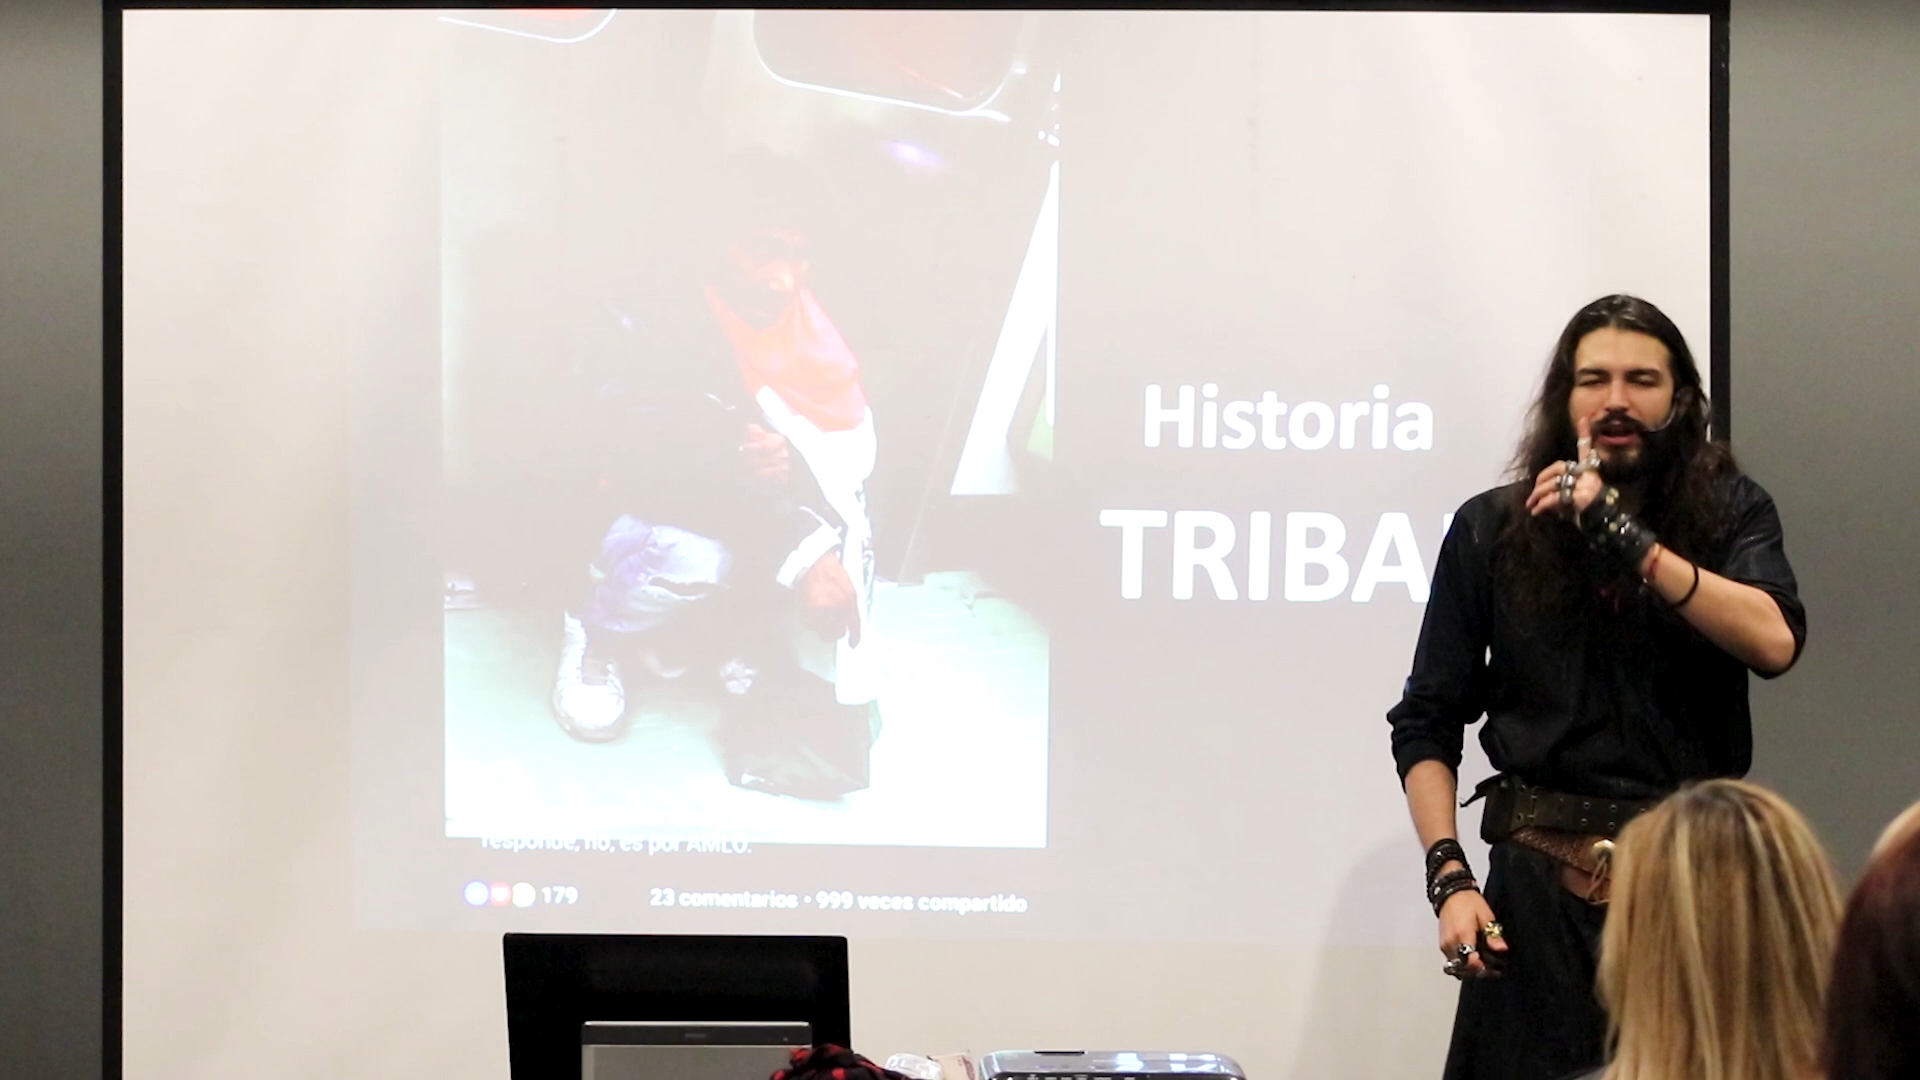 Historia
TRIBA
responde, no, es por AMLO.
179
23 comentarios • 999 veces compartido